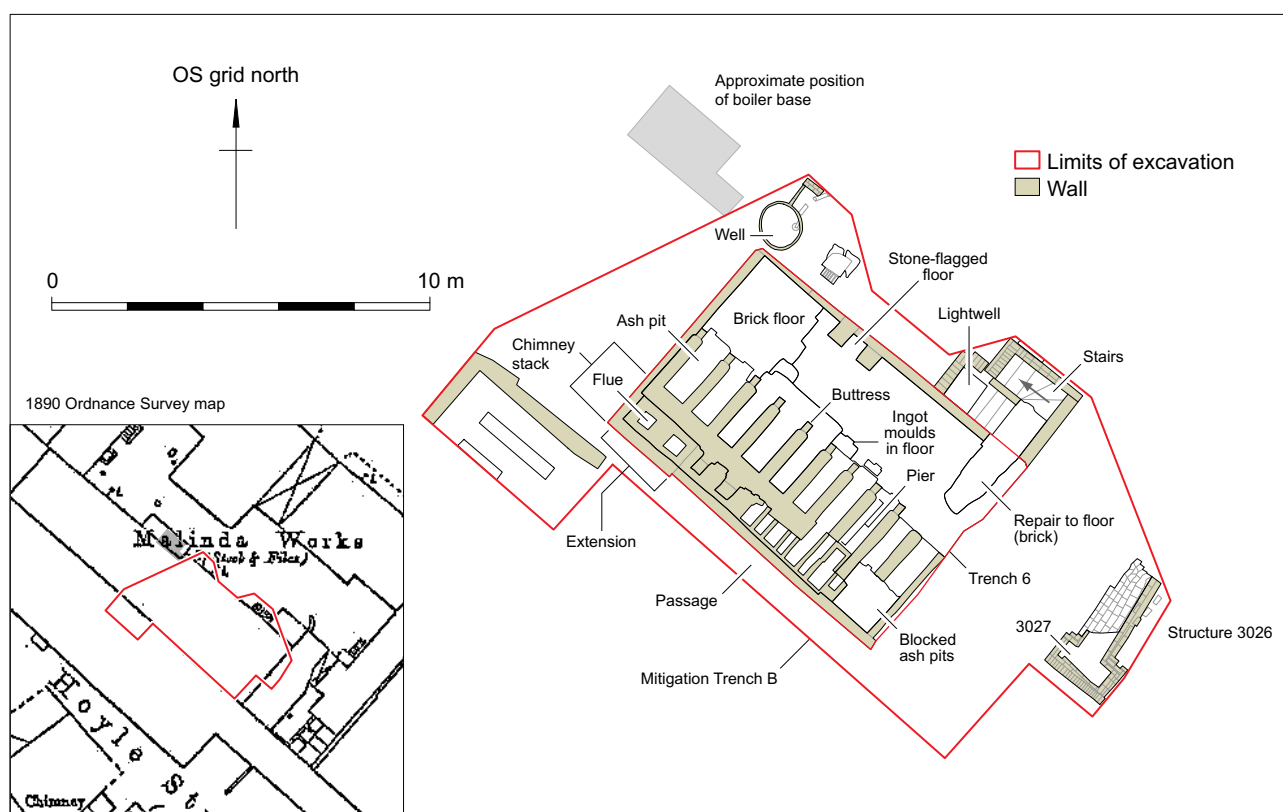 OS grid north
0
10 m
1890 Ordnance Survey map
Malinda Works
(Steel & Files)
Hoyle St
Chimney
Approximate position
of boiler base
Limits of excavation
Wall
Well
Stone-flagged
floor
Lightwell
Stairs
Brick floor
Ash pit
Chimney
stack
Flue
Buttress
Ingot
moulds
in floor
Pier
Extension
Repair to floor
(brick)
Trench 6
Passage
Blocked
ash pits
3027
Structure 3026
Mitigation Trench B